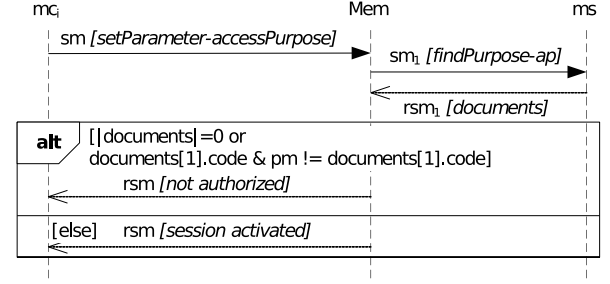 mcᵢ Mem ms
sm [setParameter-accessPurpose]
sm₁ [findPurpose-ap]
rsm₁ [documents]
alt [|documents|=0 or
documents[1].code & pm != documents[1].code]
rsm [not authorized]
[else] rsm [session activated]